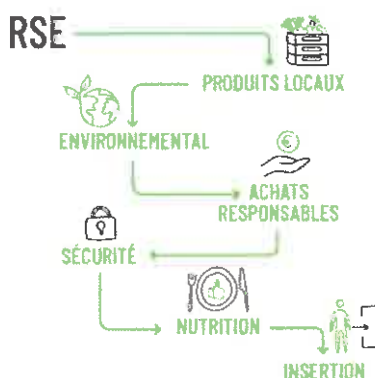 RSE
PRODUITS LOCAUX
ENVIRONNEMENTAL
ACHATS
RESPONSABLES
SÉCURITÉ
NUTRITION
INSERTION